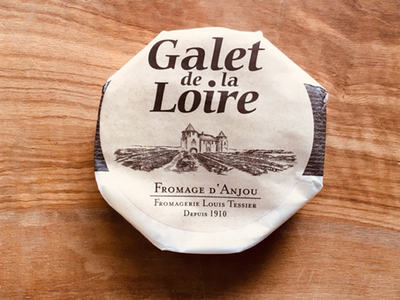 Galet
de la
Loire
FROMAGE D'ANJOU
FROMAGERIE LOUIS TESSIER
DEPUIS 1910